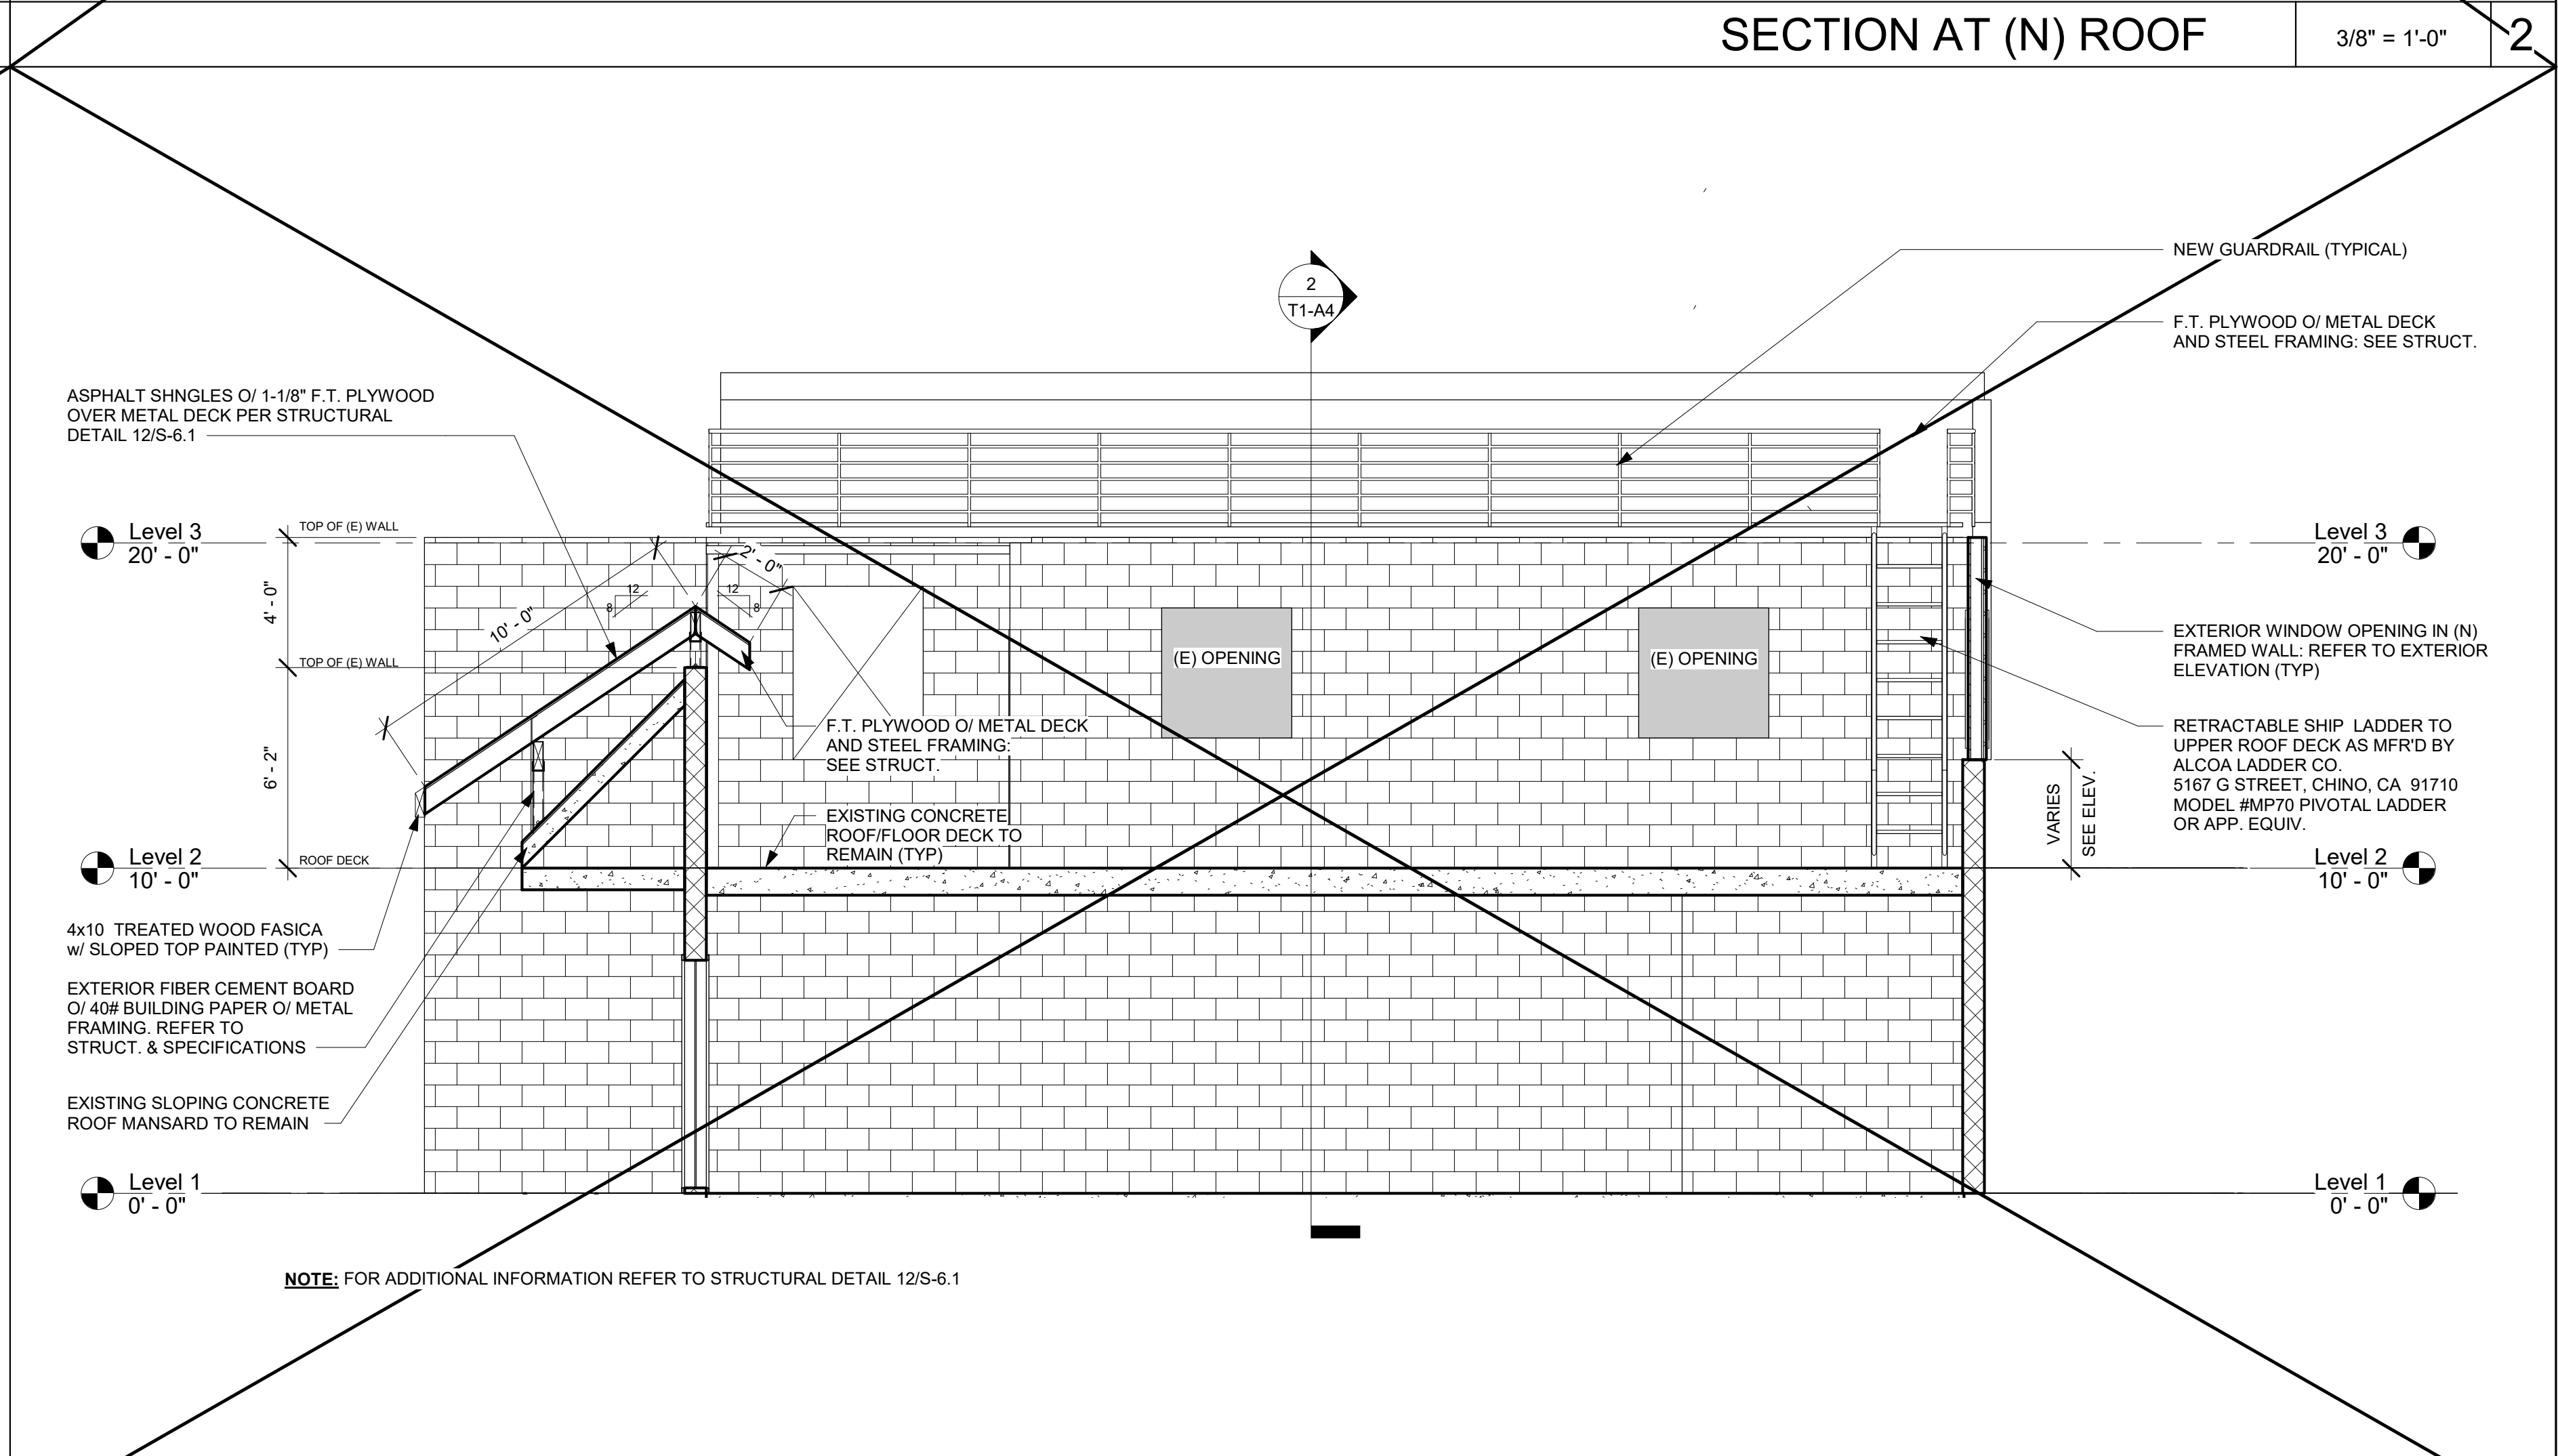 SECTION AT (N) ROOF
3/8" = 1'-0"
2
NEW GUARDRAIL (TYPICAL)
2
T1-A4
F.T. PLYWOOD O/ METAL DECK
AND STEEL FRAMING: SEE STRUCT.
ASPHALT SHNGLES O/ 1-1/8" F.T. PLYWOOD
OVER METAL DECK PER STRUCTURAL
DETAIL 12/S-6.1
Level 3
20' - 0"
TOP OF (E) WALL
4' - 0"
TOP OF (E) WALL
6' - 2"
ROOF DECK
10' - 0"
2' - 0"
12
8
12
8
(E) OPENING
(E) OPENING
Level 3
20' - 0"
EXTERIOR WINDOW OPENING IN (N)
FRAMED WALL: REFER TO EXTERIOR
ELEVATION (TYP)
F.T. PLYWOOD O/ METAL DECK
AND STEEL FRAMING:
SEE STRUCT.
RETRACTABLE SHIP LADDER TO
UPPER ROOF DECK AS MFR'D BY
ALCOA LADDER CO.
5167 G STREET, CHINO, CA 91710
MODEL #MP70 PIVOTAL LADDER
OR APP. EQUIV.
EXISTING CONCRETE
ROOF/FLOOR DECK TO
REMAIN (TYP)
VARIES
SEE ELEV.
Level 2
10' - 0"
Level 2
10' - 0"
4x10 TREATED WOOD FASICA
w/ SLOPED TOP PAINTED (TYP)
EXTERIOR FIBER CEMENT BOARD
O/ 40# BUILDING PAPER O/ METAL
FRAMING. REFER TO
STRUCT. & SPECIFICATIONS
EXISTING SLOPING CONCRETE
ROOF MANSARD TO REMAIN
Level 1
0' - 0"
Level 1
0' - 0"
NOTE: FOR ADDITIONAL INFORMATION REFER TO STRUCTURAL DETAIL 12/S-6.1